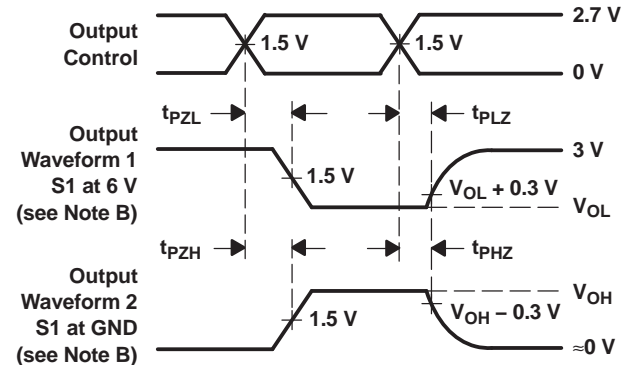 Output
Control
1.5 V
1.5 V
2.7 V
0 V
tPZL
tPLZ
Output
Waveform 1
S1 at 6 V
(see Note B)
1.5 V
3 V
VOL + 0.3 V
VOL
tPZH
tPHZ
Output
Waveform 2
S1 at GND
(see Note B)
1.5 V
VOH
VOH − 0.3 V
≈0 V